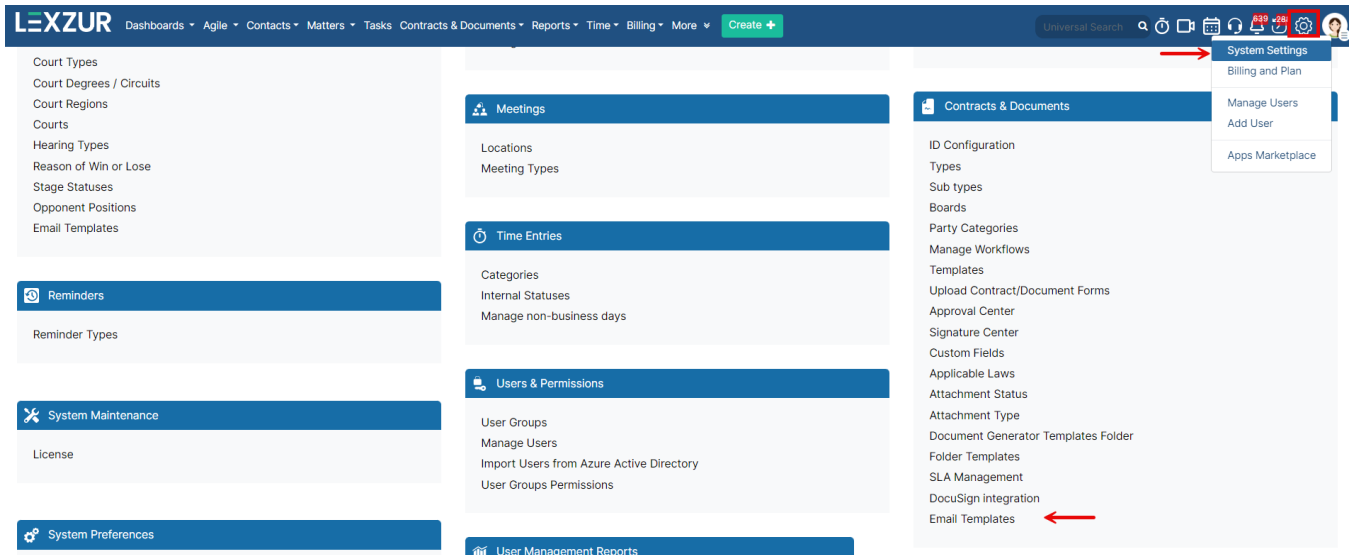 LEXZUR Dashboards Agile Contacts Matters Tasks Contracts & Documents Reports Time Billing More Create + Universal Search 639
System Settings
Billing and Plan
Manage Users
Add User
Apps Marketplace
Court Types
Court Degrees / Circuits
Court Regions
Courts
Hearing Types
Reason of Win or Lose
Stage Statuses
Opponent Positions
Email Templates
Reminders
Reminder Types
System Maintenance
License
System Preferences
Meetings
Locations
Meeting Types
Time Entries
Categories
Internal Statuses
Manage non-business days
Users & Permissions
User Groups
Manage Users
Import Users from Azure Active Directory
User Groups Permissions
User Management Reports
Contracts & Documents
ID Configuration
Types
Sub types
Boards
Party Categories
Manage Workflows
Templates
Upload Contract/Document Forms
Approval Center
Signature Center
Custom Fields
Applicable Laws
Attachment Status
Attachment Type
Document Generator Templates Folder
Folder Templates
SLA Management
DocuSign integration
Email Templates